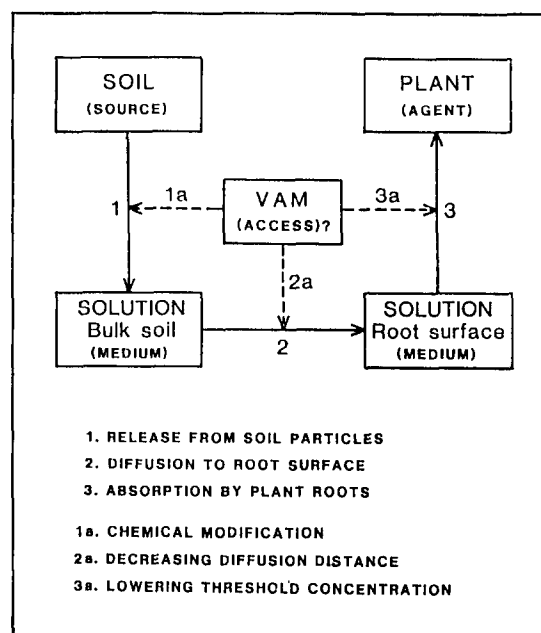 SOIL
(SOURCE)
PLANT
(AGENT)
1a
VAM
(ACCESS)?
3a
1
3
2a
SOLUTION
Bulk soil
(MEDIUM)
2
SOLUTION
Root surface
(MEDIUM)
1. RELEASE FROM SOIL PARTICLES
2. DIFFUSION TO ROOT SURFACE
3. ABSORPTION BY PLANT ROOTS
1a. CHEMICAL MODIFICATION
2a. DECREASING DIFFUSION DISTANCE
3a. LOWERING THRESHOLD CONCENTRATION